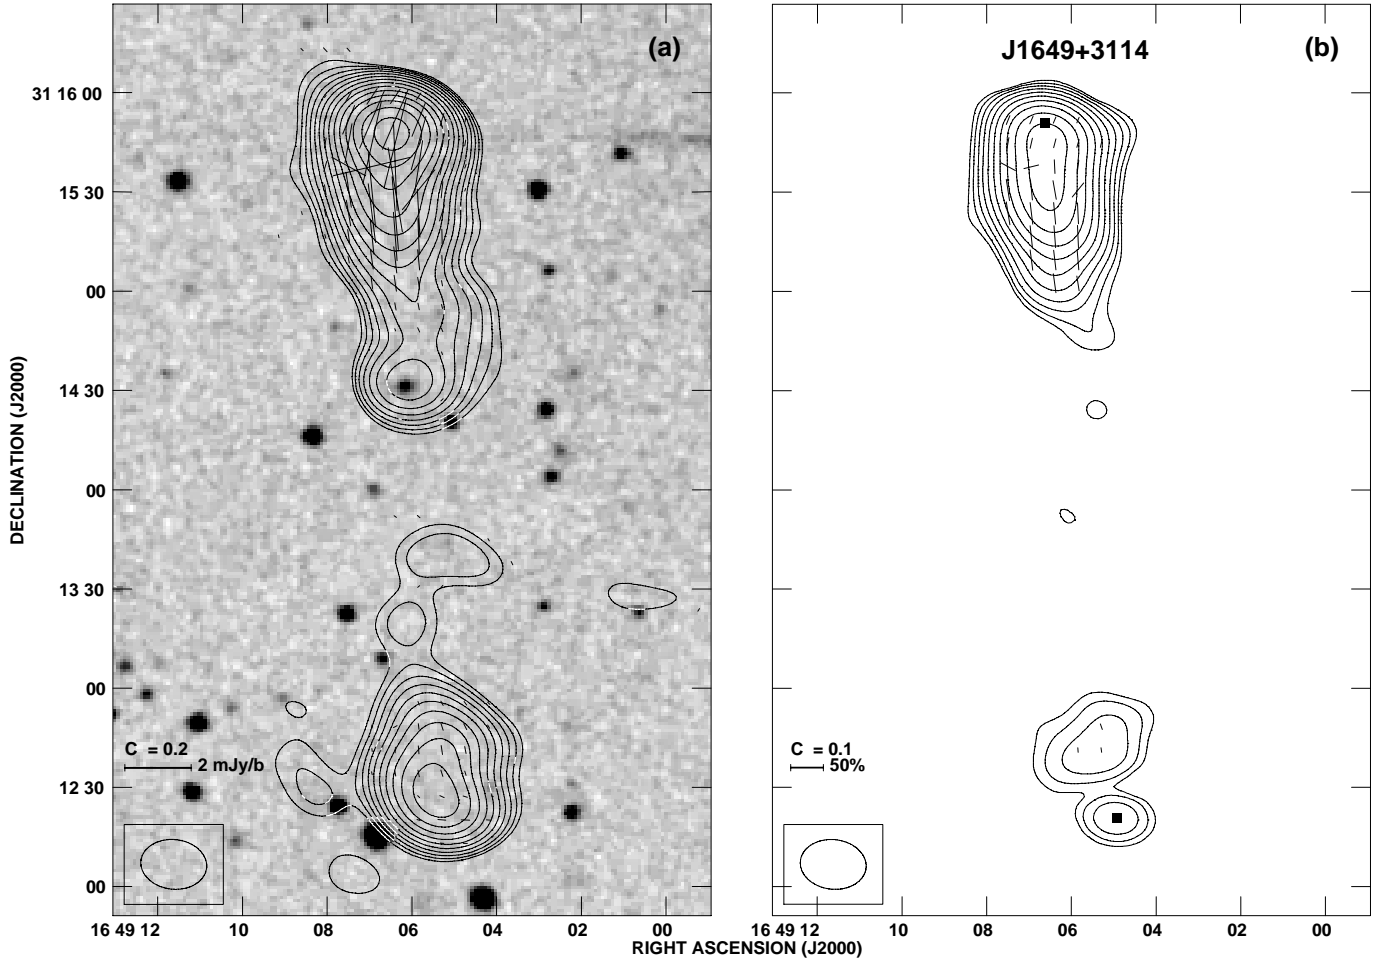 (a)
J1649+3114
(b)
31 16 00
15 30
00
14 30
00
13 30
00
12 30
00
DECLINATION (J2000)
C = 0.2
2 mJy/b
C = 0.1
50%
16 49 12
10
08
06
04
02
00
16 49 12
10
08
06
04
02
00
RIGHT ASCENSION (J2000)